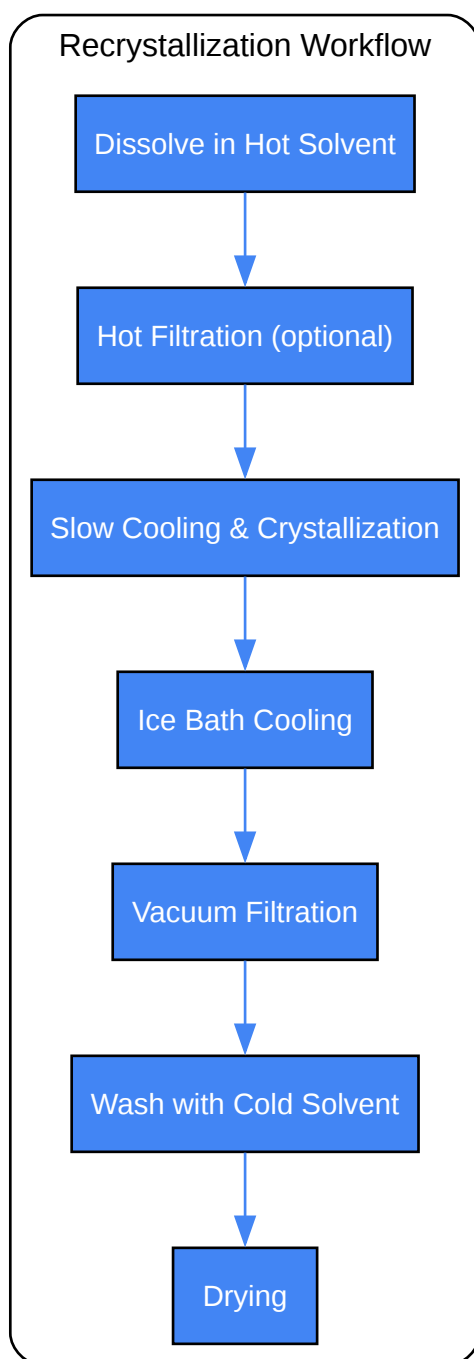 Recrystallization Workflow
Dissolve in Hot Solvent
Hot Filtration (optional)
Slow Cooling & Crystallization
Ice Bath Cooling
Vacuum Filtration
Wash with Cold Solvent
Drying